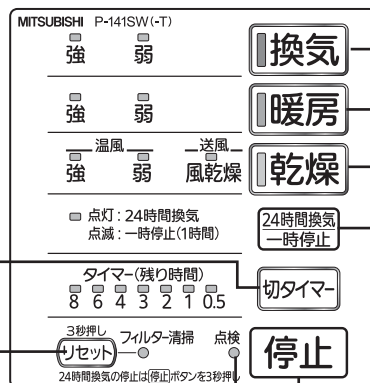 MITSUBISHI P-141SW(-T)
強 弱 換気
強 弱 暖房
温風 送風
強 弱 風乾燥 乾燥
点灯：24時間換気
点滅：一時停止(1時間)
24時間換気
一時停止
タイマー(残り時間)
8 6 4 3 2 1 0.5
切タイマー
3秒押し
リセット フィルター清掃 点検
停止
24時間換気の停止は停止ボタンを3秒押し